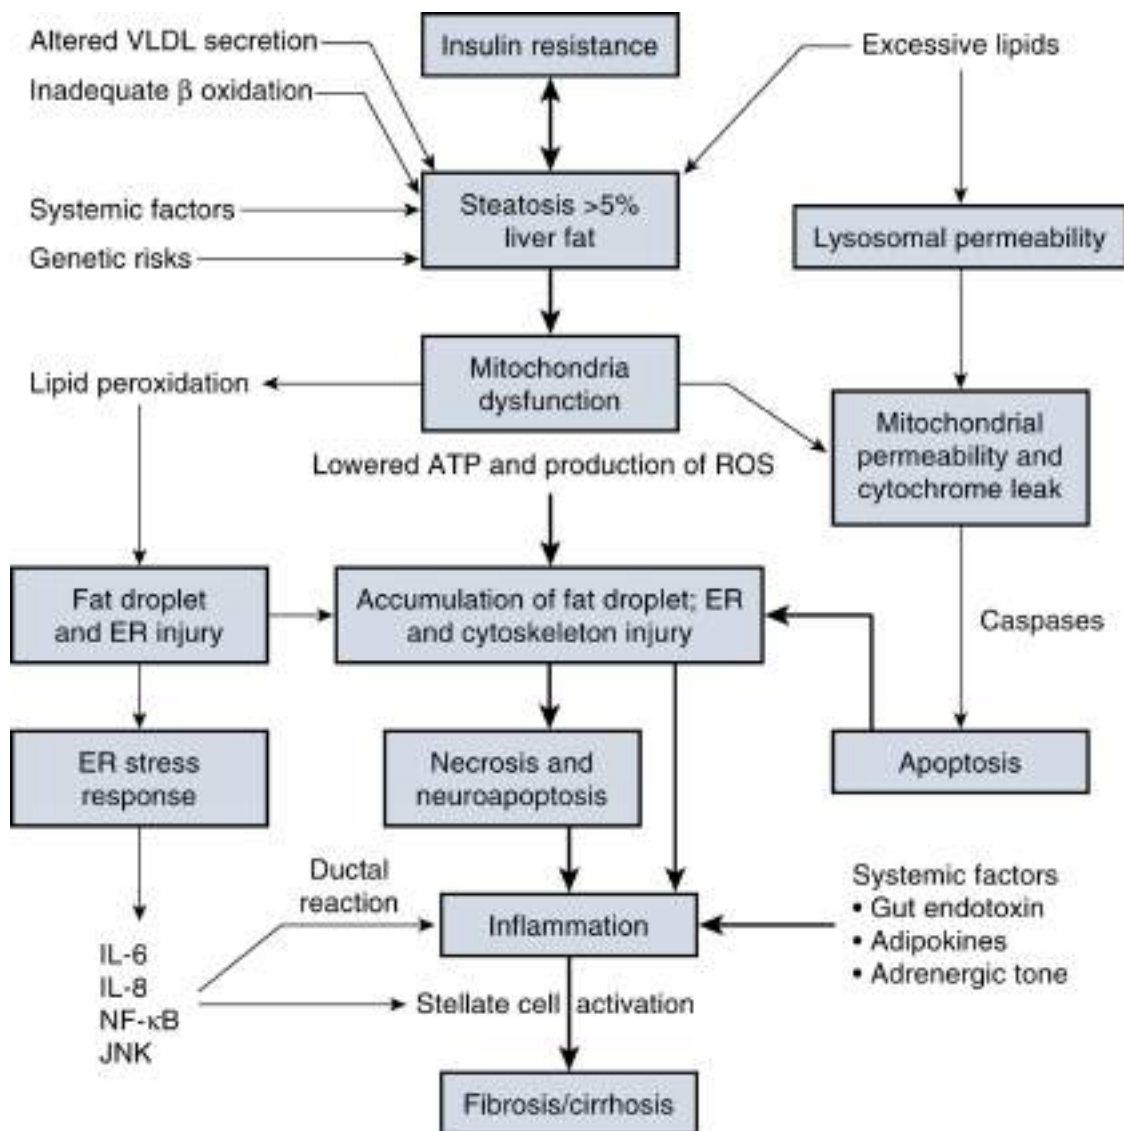 Altered VLDL secretion
Insulin resistance
Excessive lipids
Inadequate β oxidation
Systemic factors
Steatosis >5%
liver fat
Genetic risks
Lysosomal permeability
Lipid peroxidation
Mitochondria
dysfunction
Mitochondrial
permeability and
cytochrome leak
Lowered ATP and production of ROS
Fat droplet
and ER injury
Accumulation of fat droplet; ER
and cytoskeleton injury
Caspases
ER stress
response
Necrosis and
neuroapoptosis
Apoptosis
Ductal
reaction
Inflammation
Systemic factors
• Gut endotoxin
• Adipokines
• Adrenergic tone
IL-6
IL-8
NF-κB
JNK
Stellate cell activation
Fibrosis/cirrhosis